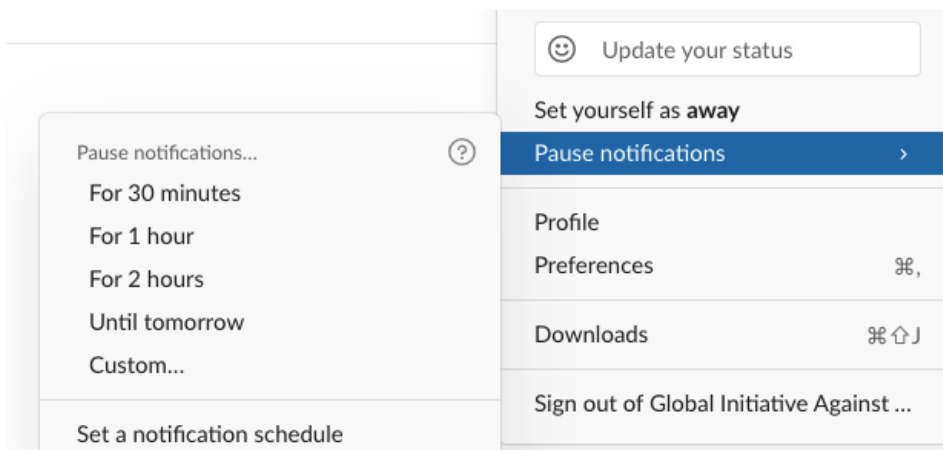 Update your status
Set yourself as away
Pause notifications
Profile
Preferences ⌘,
Downloads ⌘⇧J
Sign out of Global Initiative Against ...
Pause notifications...
For 30 minutes
For 1 hour
For 2 hours
Until tomorrow
Custom...
Set a notification schedule